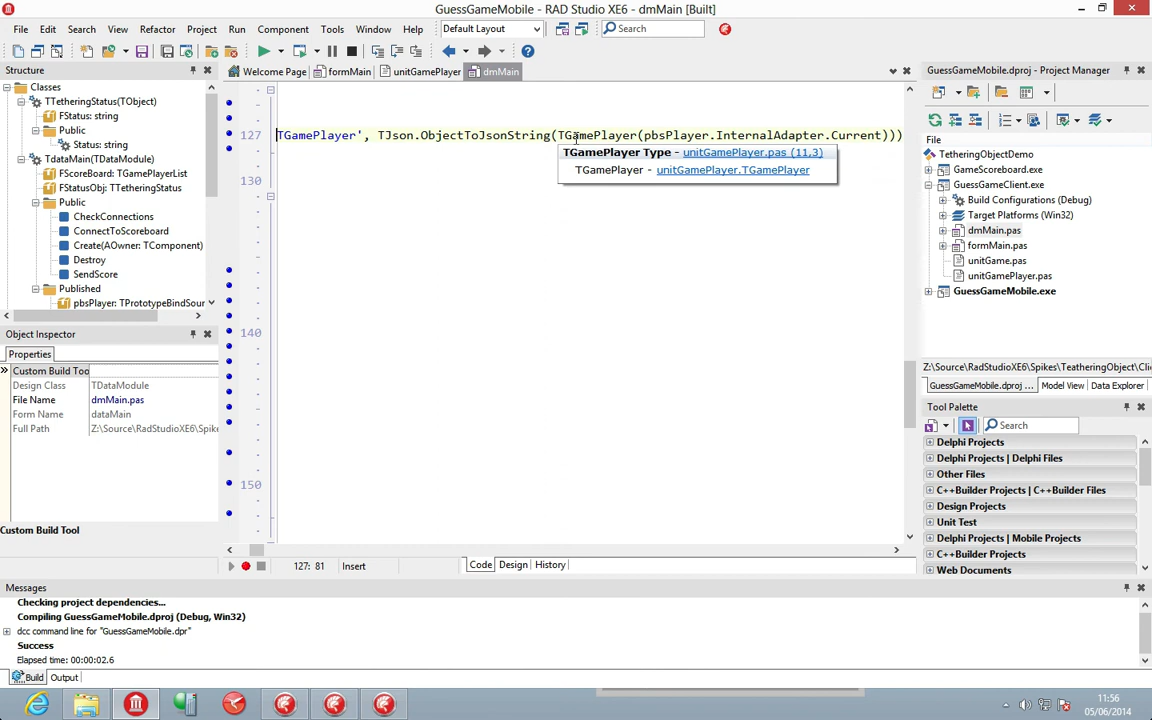 GuessGameMobile - RAD Studio XE6 - dmMain [Built]
File Edit Search View Refactor Project Run Component Tools Window Help Default Layout Search
Structure
Classes
TTetheringStatus(TObject)
FStatus: string
Public
Status: string
TdataMain(TDataModule)
FScoreBoard: TGamePlayerList
FStatusObj: TTetheringStatus
Public
CheckConnections
ConnectToScoreboard
Create(AOwner: TComponent)
Destroy
SendScore
Published
pbsPlayer: TPrototypeBindSour
Object Inspector
Properties
Custom Build Too
Design Class TDataModule
File Name dmMain.pas
Form Name dataMain
Full Path Z:\Source\RadStudioXE6\Spike
Custom Build Tool
Welcome Page formMain unitGamePlayer dmMain
127 TGamePlayer', TJson.ObjectToJsonString(TGamePlayer(pbsPlayer.InternalAdapter.Current)))
TGamePlayer Type - unitGamePlayer.pas (11,3)
TGamePlayer - unitGamePlayer.TGamePlayer
130
140
150
127: 81 Insert Code Design History
GuessGameMobile.dproj - Project Manager
File
TetheringObjectDemo
GameScoreboard.exe
GuessGameClient.exe
Build Configurations (Debug)
Target Platforms (Win32)
dmMain.pas
formMain.pas
unitGame.pas
unitGamePlayer.pas
GuessGameMobile.exe
Z:\Source\RadStudioXE6\Spikes\TeatheringObject\Cli
GuessGameMobile.dproj ... Model View Data Explorer
Tool Palette
Search
Delphi Projects
Delphi Projects | Delphi Files
Other Files
C++Builder Projects | C++Builder Files
Design Projects
Unit Test
Delphi Projects | Mobile Projects
C++Builder Projects
Web Documents
Messages
Checking project dependencies...
Compiling GuessGameMobile.dproj (Debug, Win32)
dcc command line for "GuessGameMobile.dpr"
Success
Elapsed time: 00:00:02.6
Build Output
11:56
05/06/2014